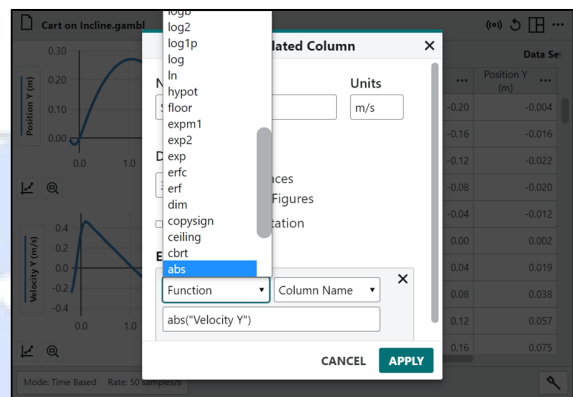 Cart on Incline.gambl
lated Column
Data Se
N
Units
S
m/s
D
3
aces
Figures
tation
E
logb
log2
log1p
log
ln
hypot
floor
expm1
exp2
exp
erfc
erf
dim
copysign
ceiling
cbrt
abs
Function
Column Name
abs("Velocity Y")
CANCEL
APPLY
Position Y (m)
0.30
0.20
0.10
0.00
0.0
1.0
Velocity Y (m/s)
0.4
0.2
0.0
-0.2
-0.4
0.0
1.0
Position Y
(m)
-0.20
-0.004
-0.16
-0.016
-0.12
-0.022
-0.08
-0.020
-0.04
-0.012
0.00
0.002
0.04
0.019
0.08
0.038
0.12
0.057
0.16
0.075
Mode: Time Based Rate: 50 samples/s